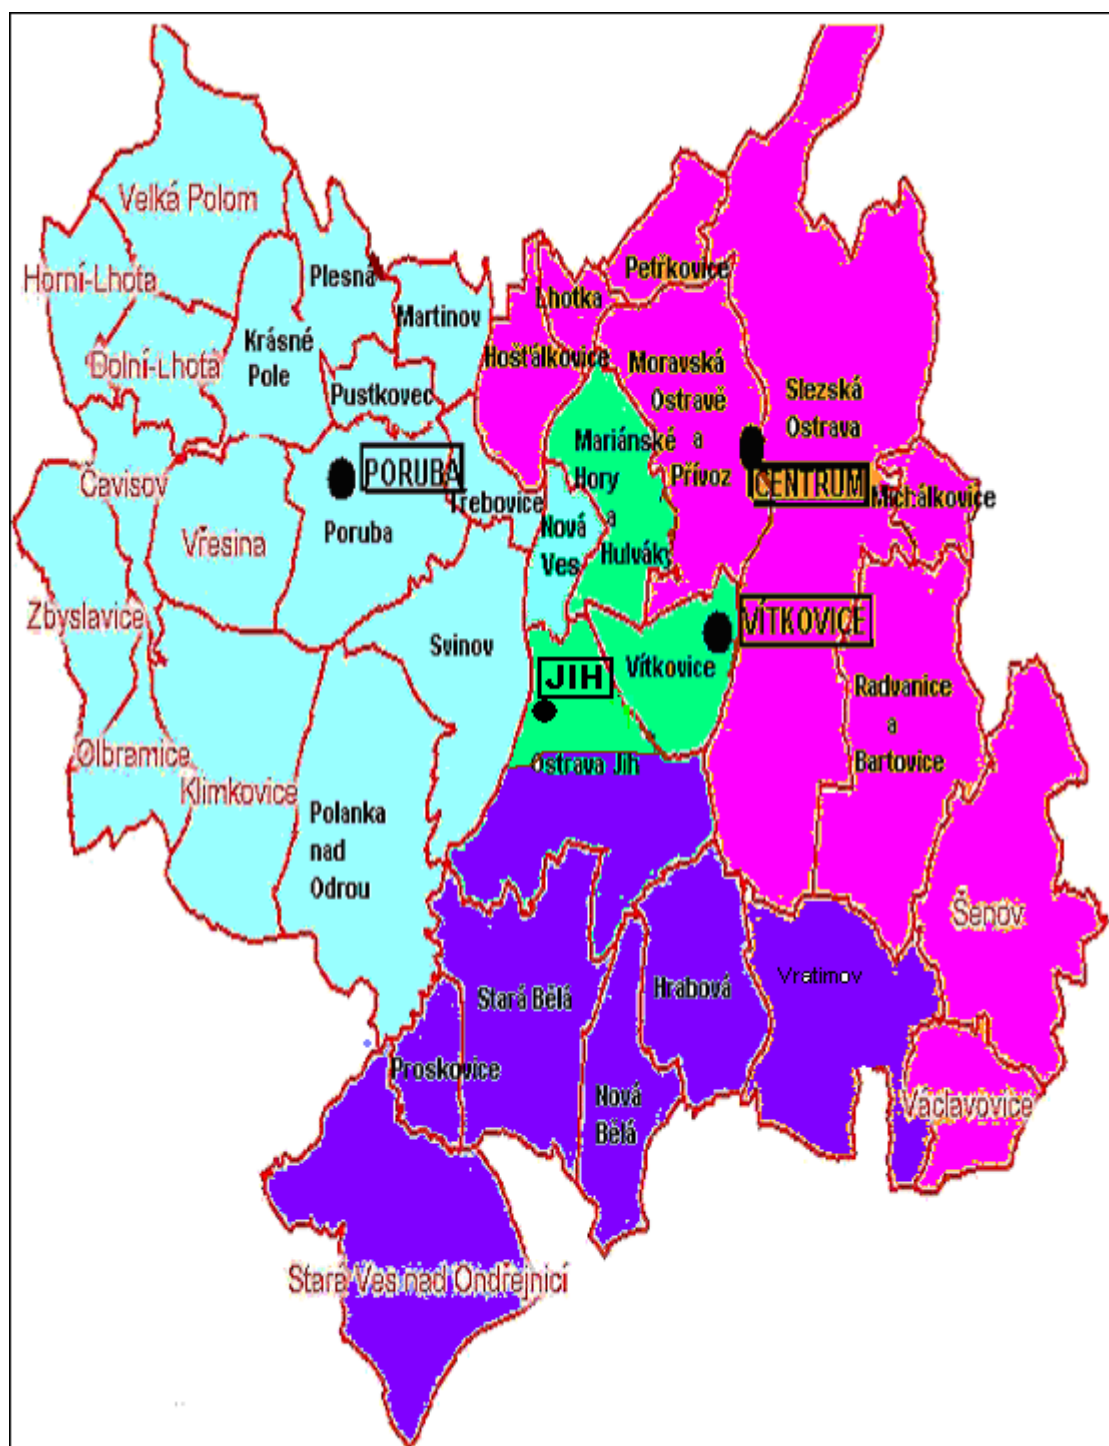 Velká Polom
Plesná
Horní-Lhota
Martinov
Krásné
Pole
Dolní-Lhota
Pustkovec
Petřkovice
Lhotka
Hošťálkovice
Moravská
Ostravě
a
Přívoz
Slezská
Ostrava
Mariánské
Hory
a
Hulváky
PORUBA
Poruba
Třebovice
Nová
Ves
CENTRUM
Michálkovice
Čavisov
Vřesina
Zbyslavice
Svinov
JIH
Vítkovice
VÍTKOVICE
Radvanice
a
Bartovice
Ostrava Jih
Olbramice
Klimkovice
Polanka
nad
Odrou
Šenov
Stará Bělá
Hrabová
Vratimov
Proskovice
Nová
Bělá
Václavovice
Stará Ves nad Ondřejnicí